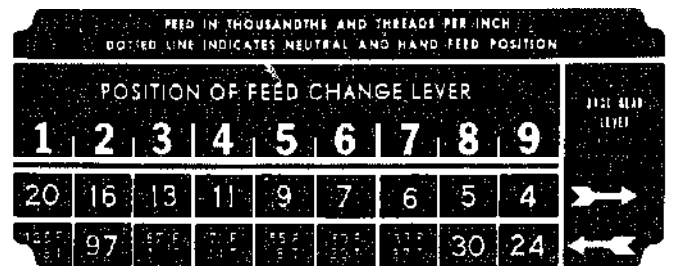 FEED IN THOUSANDTHS AND THREADS PER INCH
DOTTED LINE INDICATES NEUTRAL AND HAND FEED POSITION
POSITION OF FEED CHANGE LEVER
LEVER
1 2 3 4 5 6 7 8 9
20 16 13 11 9 7 6 5 4
97 30 24